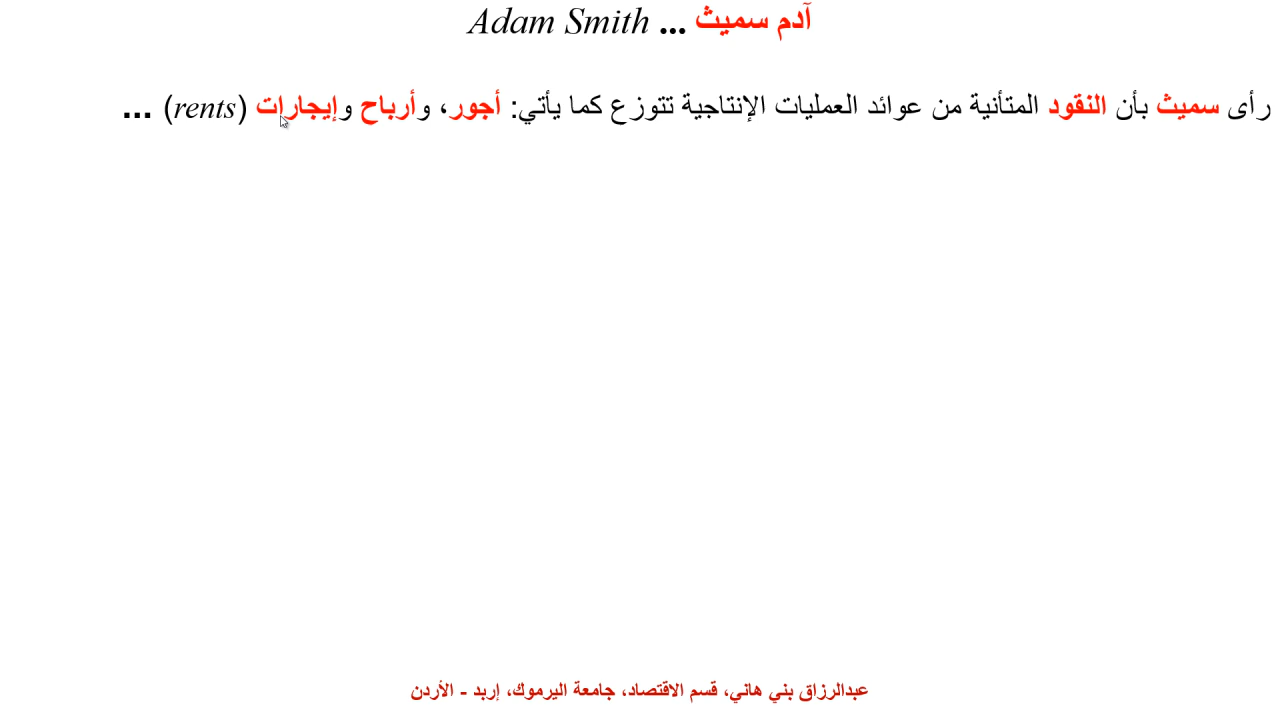 آدم سميث ... Adam Smith
رأى سميث بأن النقود المتأنية من عوائد العمليات الإنتاجية تتوزع كما يأتي: أجور، وأرباح وإيجارات (rents) ...
عبدالرزاق بني هاني، قسم الاقتصاد، جامعة اليرموك، إربد - الأردن